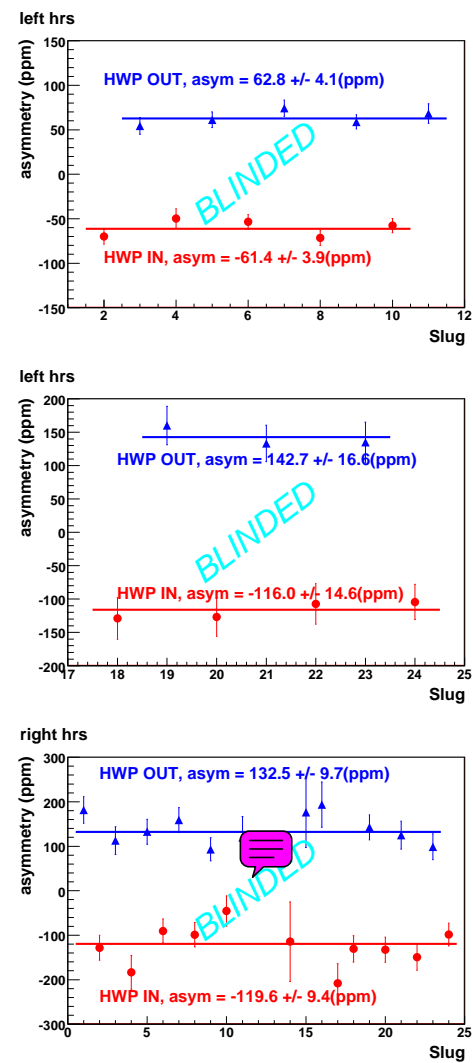 left hrs
asymmetry (ppm)
150
100
50
0
-50
-100
-150
HWP OUT, asym = 62.8 +/- 4.1(ppm)
BLINDED
HWP IN, asym = -61.4 +/- 3.9(ppm)
2 4 6 8 10 12
Slug
left hrs
asymmetry (ppm)
200
150
100
50
0
-50
-100
-150
-200
HWP OUT, asym = 142.7 +/- 16.6(ppm)
BLINDED
HWP IN, asym = -116.0 +/- 14.6(ppm)
17 18 19 20 21 22 23 24 25
Slug
right hrs
asymmetry (ppm)
300
200
100
0
-100
-200
-300
HWP OUT, asym = 132.5 +/- 9.7(ppm)
BLINDED
HWP IN, asym = -119.6 +/- 9.4(ppm)
0 5 10 15 20 25
Slug